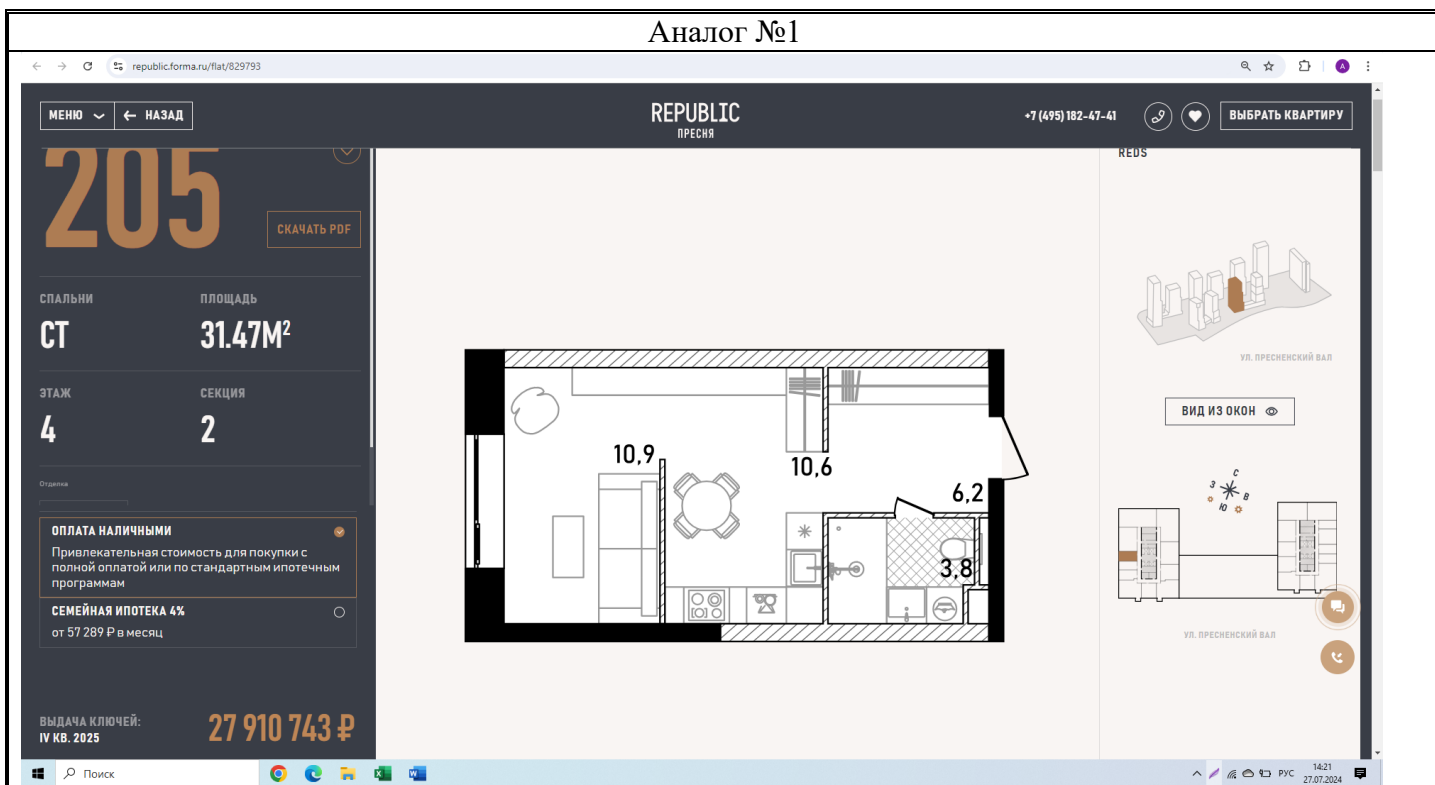 Аналог №1
republic.forma.ru/flat/829793
МЕНЮ
НАЗАД
REPUBLIC
ПРЕСНЯ
+7 (495) 182-47-41
ВЫБРАТЬ КВАРТИРУ
205
СКАЧАТЬ PDF
СПАЛЬНИ
ПЛОЩАДЬ
СТ
31.47М²
ЭТАЖ
СЕКЦИЯ
4
2
Отделка
ОПЛАТА НАЛИЧНЫМИ
Привлекательная стоимость для покупки с
полной оплатой или по стандартным ипотечным
программам
СЕМЕЙНАЯ ИПОТЕКА 4%
от 57 289 ₽ в месяц
ВЫДАЧА КЛЮЧЕЙ:
IV КВ. 2025
27 910 743 ₽
10,9
10,6
6,2
3,8
REDS
УЛ. ПРЕСНЕНСКИЙ ВАЛ
ВИД ИЗ ОКОН
С
З
В
Ю
УЛ. ПРЕСНЕНСКИЙ ВАЛ
Поиск
РУС
14:21
27.07.2024